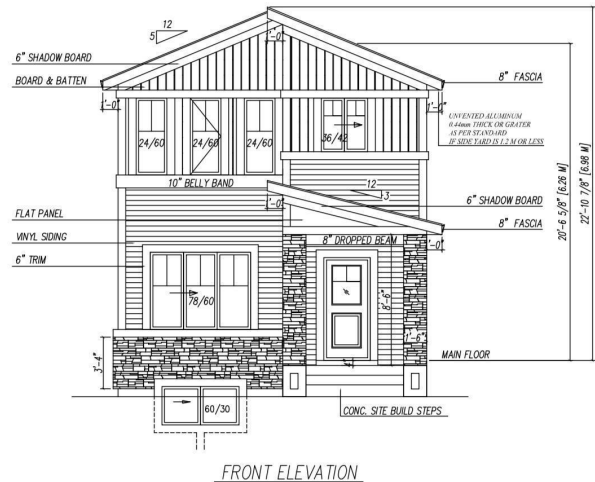 12
5
1'-0"
6" SHADOW BOARD
BOARD & BATTEN
8" FASCIA
1'-0"
1'-0"
UNVENTED ALUMINUM
0.44mm THICK OR GRATER
AS PER STANDARD
IF SIDE YARD IS 1.2 M OR LESS
24/60
24/60
24/60
36/42
10" BELLY BAND
12
3
1'-0"
6" SHADOW BOARD
FLAT PANEL
8" FASCIA
VINYL SIDING
8" DROPPED BEAM
1'-0"
6" TRIM
78/60
8'-6"
1'-6"
3'-4"
MAIN FLOOR
60/30
CONC. SITE BUILD STEPS
20'-6 5/8" [6.26 M]
22'-10 7/8" [6.98 M]
FRONT ELEVATION